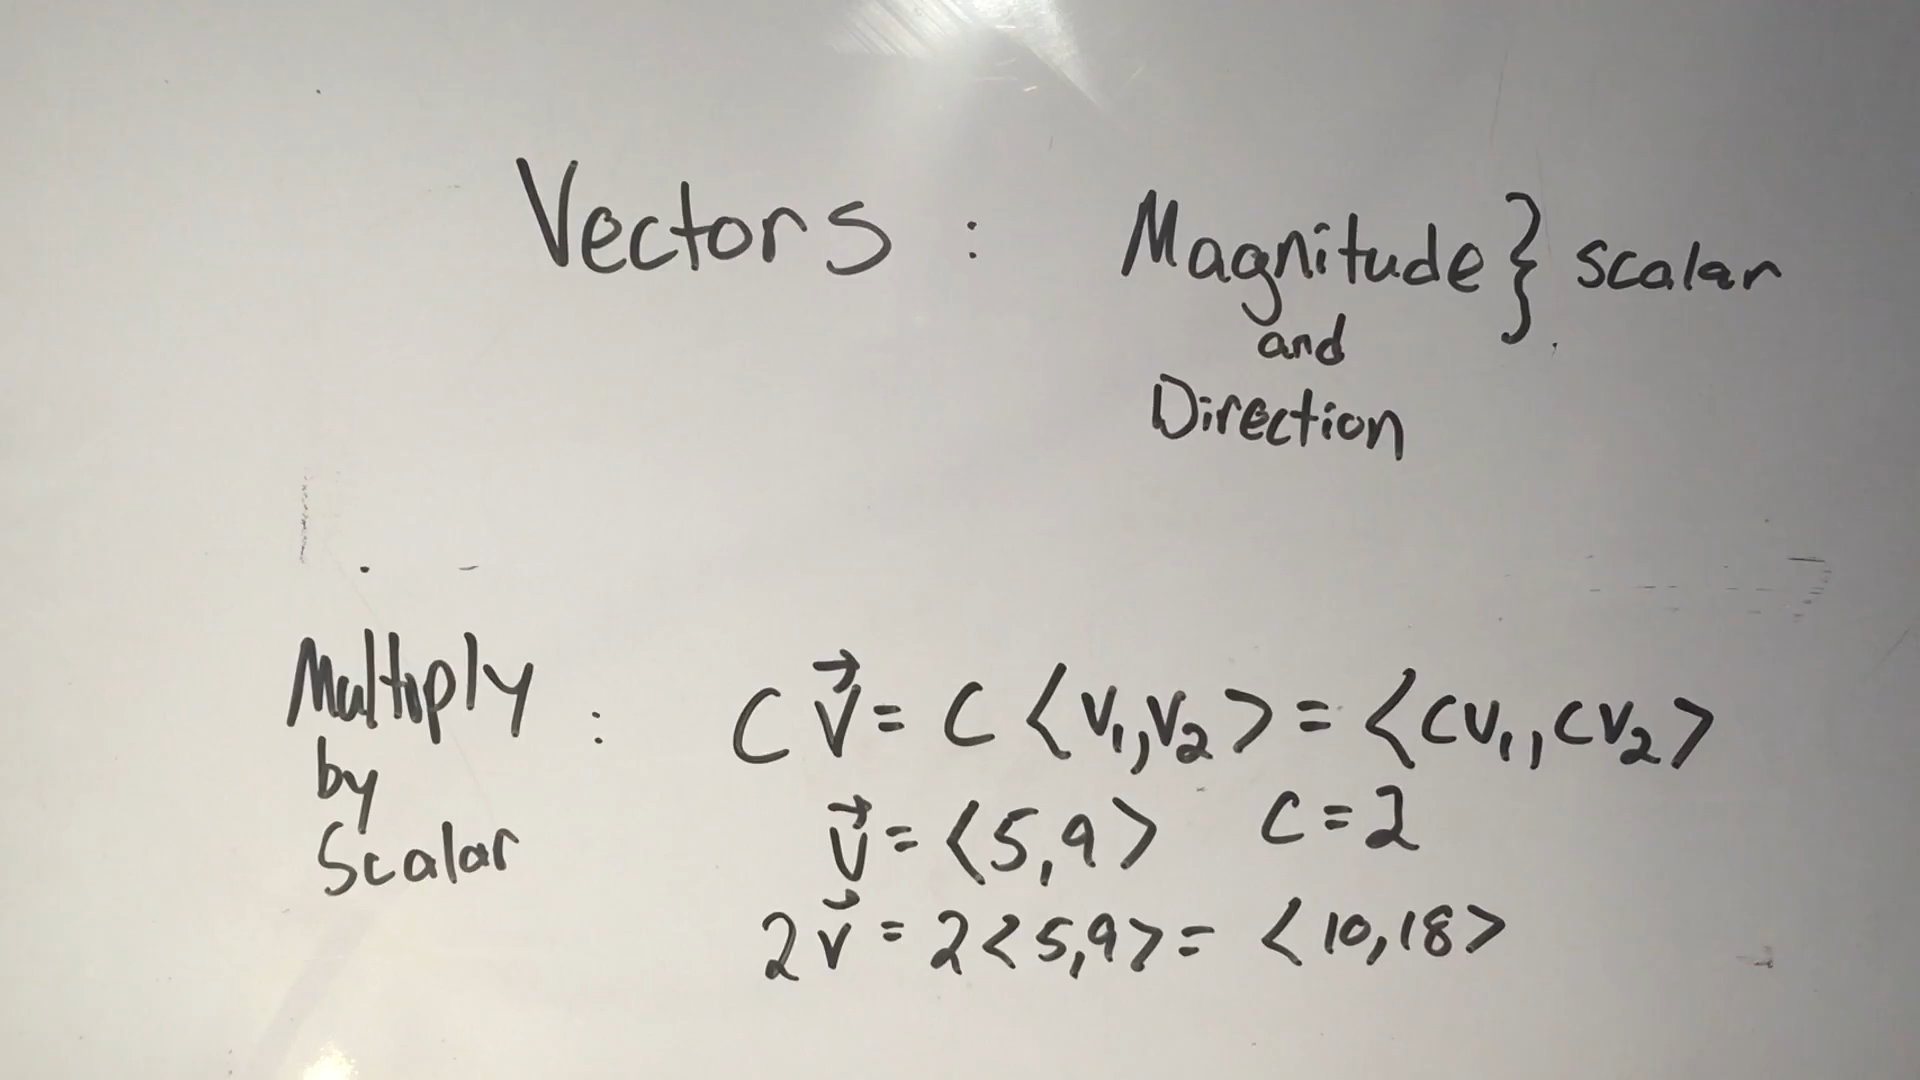 Vectors : Magnitude } scalar
and
Direction
Multiply
by
Scalar
: C v⃗ = C ⟨v₁,v₂⟩ = ⟨cv₁,cv₂⟩
v⃗ = ⟨5,9⟩ C = 2
2v⃗ = 2⟨5,9⟩ = ⟨10,18⟩